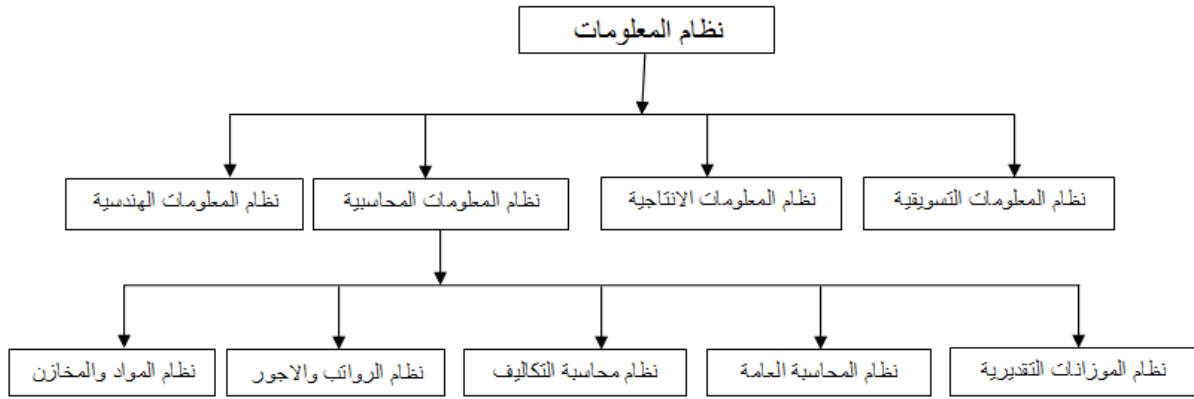 نظام المعلومات
نظام المعلومات التسويقية
نظام المعلومات الانتاجية
نظام المعلومات المحاسبية
نظام المعلومات الهندسية
نظام الموزانات التقديرية
نظام المحاسبة العامة
نظام محاسبة التكاليف
نظام الرواتب والاجور
نظام المواد والمخازن